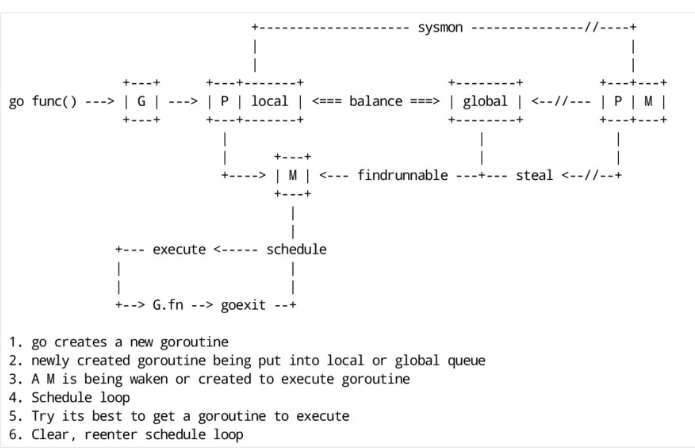 +------------------- sysmon ---------------//----+
                              |                                                |
                              |                                                |
               +---+      +---+-------+                   +--------+       +---+---+
go func() ---> | G | ---> | P | local | <=== balance ===> | global | <--//--- | P | M |
               +---+      +---+-------+                   +--------+       +---+---+
                            |                                 |              |
                            |      +---+                      |              |
                            +----> | M | <--- findrunnable ---+--- steal <--//--+
                                   +---+
                                     |
                                     |
               +--- execute <----- schedule
               |                     |
               |                     |
               +--> G.fn --> goexit --+
1. go creates a new goroutine
2. newly created goroutine being put into local or global queue
3. A M is being waken or created to execute goroutine
4. Schedule loop
5. Try its best to get a goroutine to execute
6. Clear, reenter schedule loop